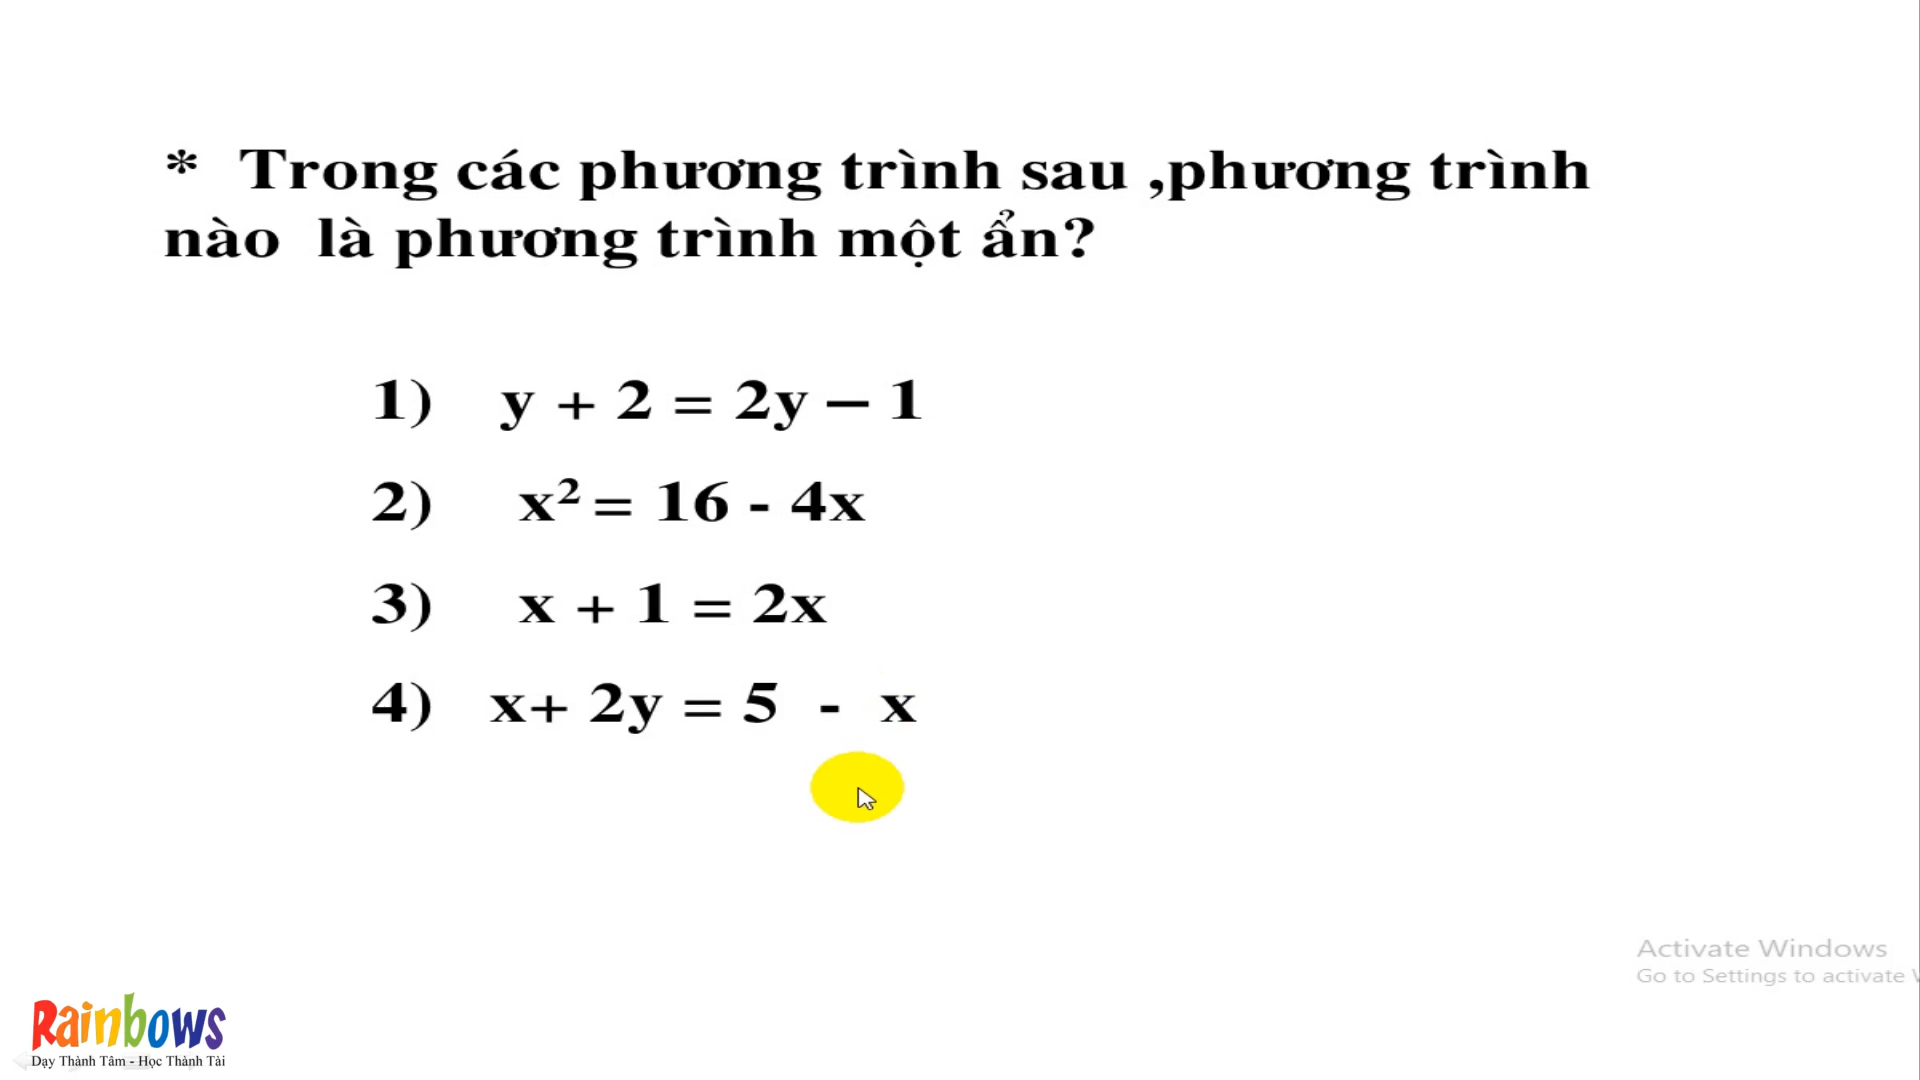 * Trong các phương trình sau ,phương trình
nào là phương trình một ẩn?
1) y + 2 = 2y – 1
2) x² = 16 - 4x
3) x + 1 = 2x
4) x+ 2y = 5 - x
Activate Windows
Go to Settings to activate
Rainbows
Dạy Thành Tâm - Học Thành Tài